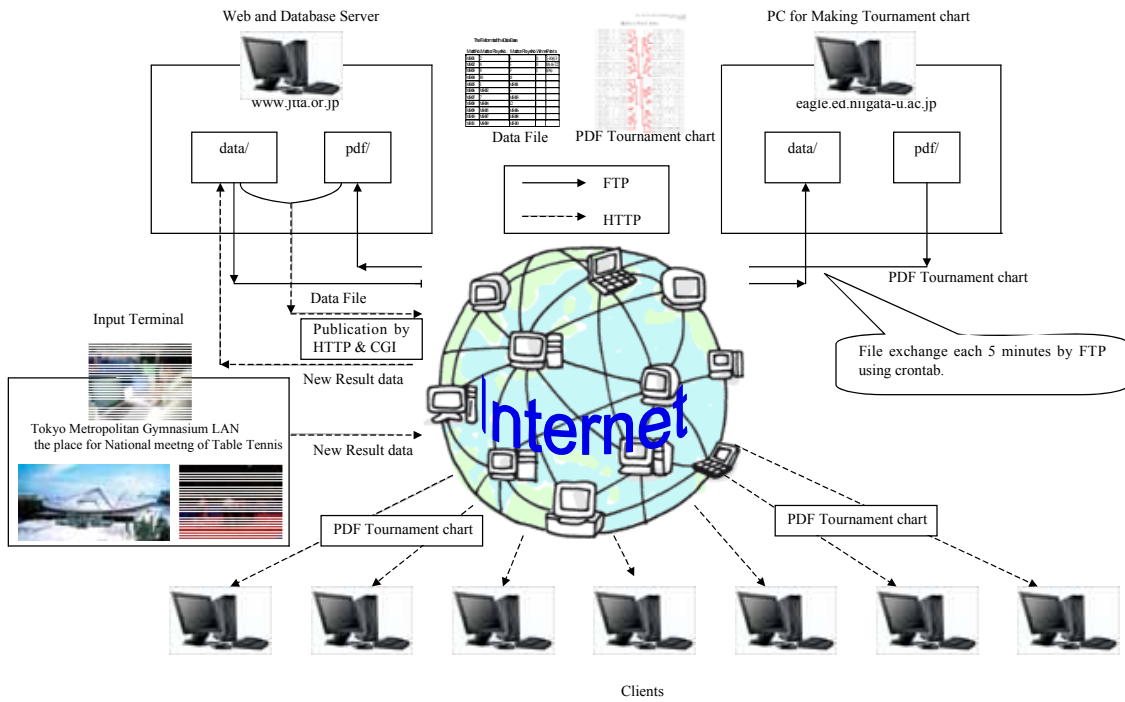 Web and Database Server
PC for Making Tournament chart
www.jtta.or.jp
eagle.ed.niigata-u.ac.jp
Data File
PDF Tournament chart
data/
pdf/
data/
pdf/
FTP
HTTP
PDF Tournament chart
Data File
Input Terminal
Publication by
HTTP & CGI
File exchange each 5 minutes by FTP
using crontab.
New Result data
Internet
Tokyo Metropolitan Gymnasium LAN
the place for National meetng of Table Tennis
New Result data
PDF Tournament chart
PDF Tournament chart
Clients